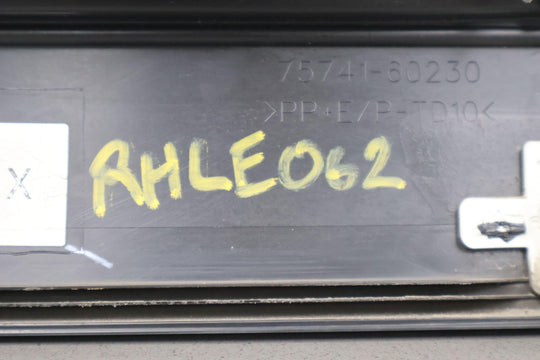 75741-60230
>PP+E/P-TD10<
RHLE062
X